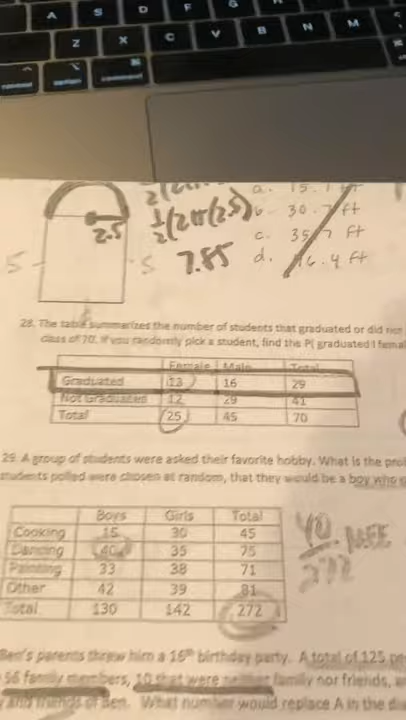 A S D F G
Z X C V B N M
option command
2.5
1/2(2π(2.5)
7.85
5 5
a. 15.1 ft
b. 30.7 ft
c. 35.7 ft
d. 16.4 ft
28. The table summarizes the number of students that graduated or did not
class of 70. If you randomly pick a student, find the P( graduated I fema
Female Male Total
Graduated 13 16 29
Not Graduated 12 29 41
Total 25 45 70
29. A group of students were asked their favorite hobby. What is the pro
students polled were chosen at random, that they would be a boy who
Boys Girls Total
Cooking 15 30 45
Dancing 40 35 75
Painting 33 38 71
Other 42 39 81
Total 130 142 272
40
272
Ben's parents threw him a 16th birthday party. A total of 125 pe
56 family members, 10 that were neither family nor friends, a
and friends of Ben. What number would replace A in the